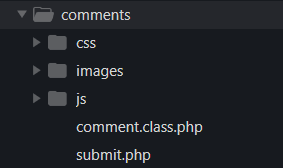 comments
css
images
js
comment.class.php
submit.php